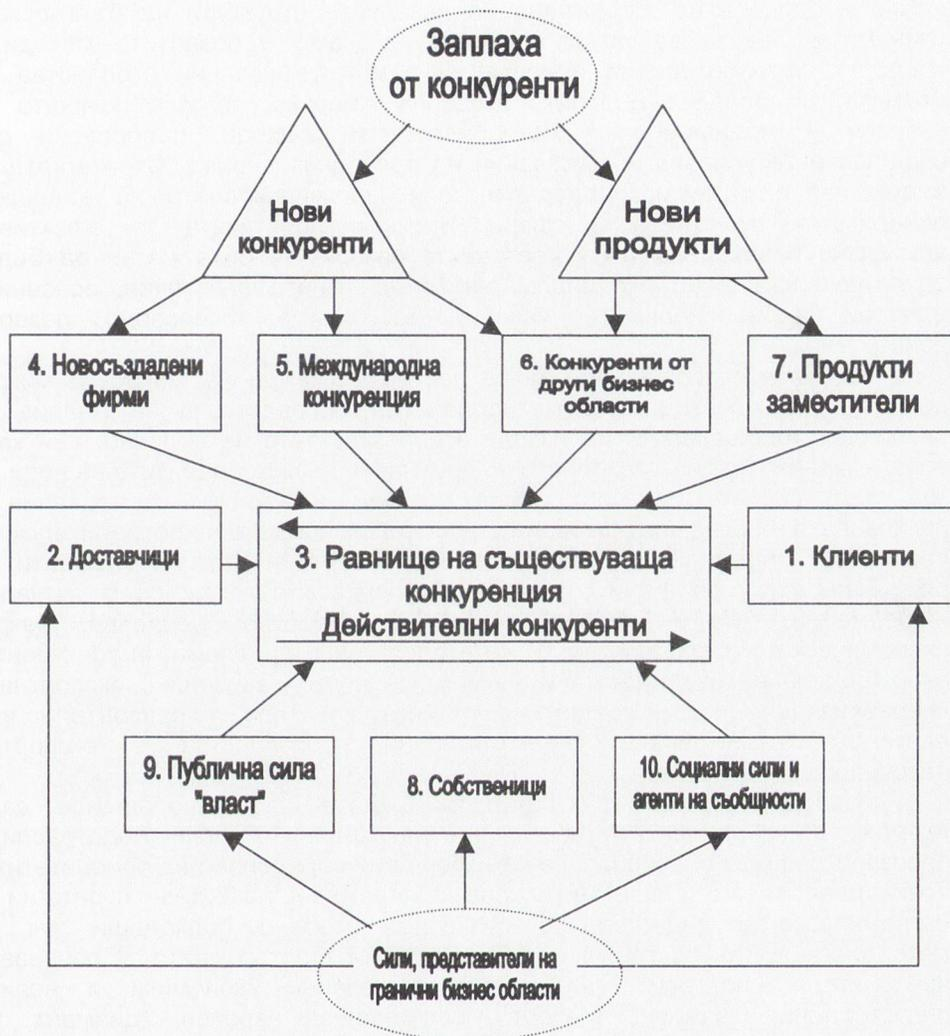 Заплаха
от конкуренти
Нови
конкуренти
Нови
продукти
4. Новосъздадени
фирми
5. Международна
конкуренция
6. Конкуренти от
други бизнес
области
7. Продукти
заместители
2. Доставчици
3. Равнище на съществуваща
конкуренция
Действителни конкуренти
1. Клиенти
9. Публична сила
"власт"
8. Собственици
10. Социални сили и
агенти на съобщности
Сили, представители на
гранични бизнес области